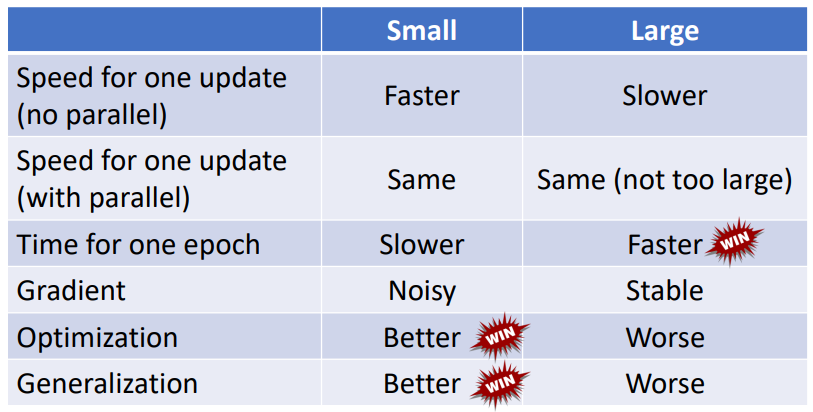 Small Large
Speed for one update
(no parallel)
Faster Slower
Speed for one update
(with parallel)
Same Same (not too large)
Time for one epoch Slower Faster WIN
Gradient Noisy Stable
Optimization Better WIN Worse
Generalization Better WIN Worse